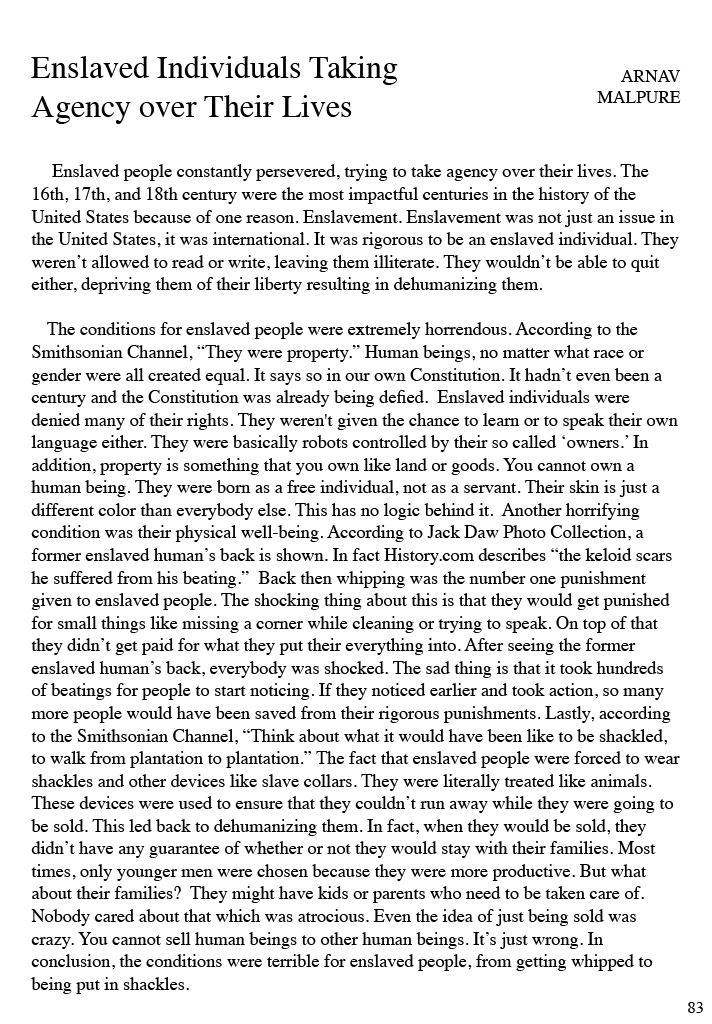 Enslaved Individuals Taking
Agency over Their Lives
ARNAV
MALPURE
Enslaved people constantly persevered, trying to take agency over their lives. The
16th, 17th, and 18th century were the most impactful centuries in the history of the
United States because of one reason. Enslavement. Enslavement was not just an issue in
the United States, it was international. It was rigorous to be an enslaved individual. They
weren’t allowed to read or write, leaving them illiterate. They wouldn’t be able to quit
either, depriving them of their liberty resulting in dehumanizing them.
The conditions for enslaved people were extremely horrendous. According to the
Smithsonian Channel, “They were property.” Human beings, no matter what race or
gender were all created equal. It says so in our own Constitution. It hadn’t even been a
century and the Constitution was already being defied.  Enslaved individuals were
denied many of their rights. They weren't given the chance to learn or to speak their own
language either. They were basically robots controlled by their so called ‘owners.’ In
addition, property is something that you own like land or goods. You cannot own a
human being. They were born as a free individual, not as a servant. Their skin is just a
different color than everybody else. This has no logic behind it.  Another horrifying
condition was their physical well-being. According to Jack Daw Photo Collection, a
former enslaved human’s back is shown. In fact History.com describes “the keloid scars
he suffered from his beating.”  Back then whipping was the number one punishment
given to enslaved people. The shocking thing about this is that they would get punished
for small things like missing a corner while cleaning or trying to speak. On top of that
they didn’t get paid for what they put their everything into. After seeing the former
enslaved human’s back, everybody was shocked. The sad thing is that it took hundreds
of beatings for people to start noticing. If they noticed earlier and took action, so many
more people would have been saved from their rigorous punishments. Lastly, according
to the Smithsonian Channel, “Think about what it would have been like to be shackled,
to walk from plantation to plantation.” The fact that enslaved people were forced to wear
shackles and other devices like slave collars. They were literally treated like animals.
These devices were used to ensure that they couldn’t run away while they were going to
be sold. This led back to dehumanizing them. In fact, when they would be sold, they
didn’t have any guarantee of whether or not they would stay with their families. Most
times, only younger men were chosen because they were more productive. But what
about their families?  They might have kids or parents who need to be taken care of.
Nobody cared about that which was atrocious. Even the idea of just being sold was
crazy. You cannot sell human beings to other human beings. It’s just wrong. In
conclusion, the conditions were terrible for enslaved people, from getting whipped to
being put in shackles.
83